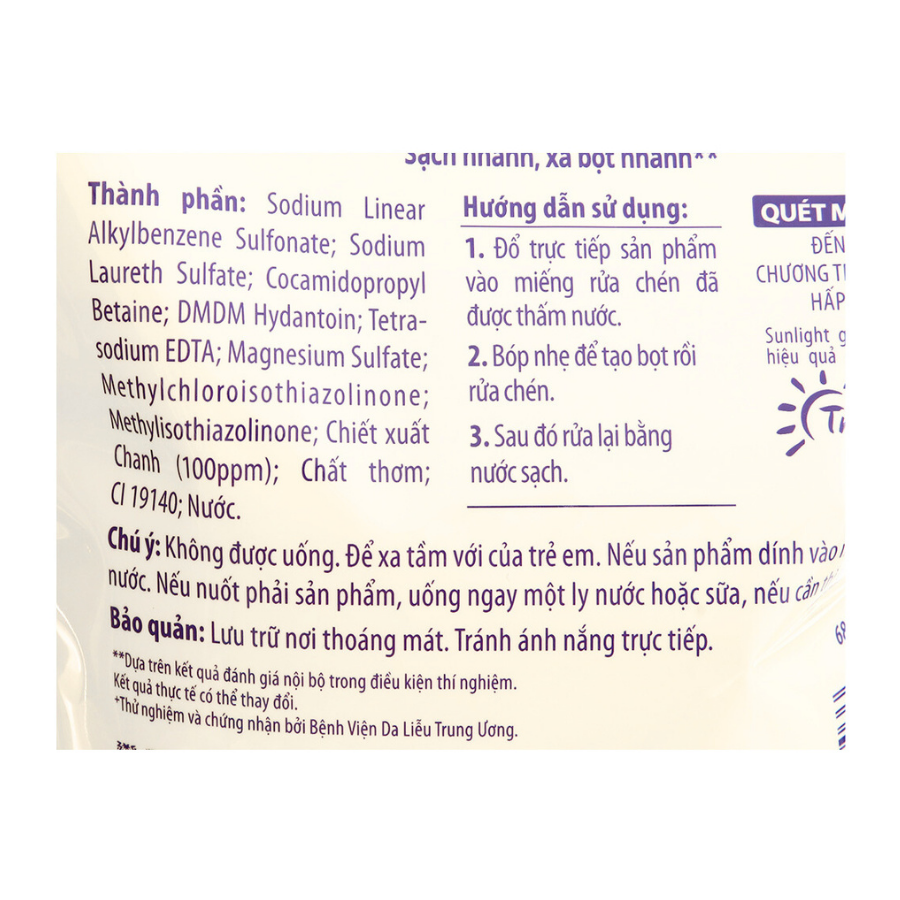 Sạch nhanh, xả bọt nhanh**
Thành phần: Sodium Linear
Alkylbenzene Sulfonate; Sodium
Laureth Sulfate; Cocamidopropyl
Betaine; DMDM Hydantoin; Tetra-
sodium EDTA; Magnesium Sulfate;
Methylchloroisothiazolinone;
Methylisothiazolinone; Chiết xuất
Chanh (100ppm); Chất thơm;
CI 19140; Nước.
Hướng dẫn sử dụng:
1. Đổ trực tiếp sản phẩm
vào miếng rửa chén đã
được thấm nước.
2. Bóp nhẹ để tạo bọt rồi
rửa chén.
3. Sau đó rửa lại bằng
nước sạch.
QUÉT
ĐẾN
CHƯƠNG
HẤP
Sunlight
hiệu quả
Chú ý: Không được uống. Để xa tầm với của trẻ em. Nếu sản phẩm dính vào
nước. Nếu nuốt phải sản phẩm, uống ngay một ly nước hoặc sữa, nếu cần
Bảo quản: Lưu trữ nơi thoáng mát. Tránh ánh nắng trực tiếp.
**Dựa trên kết quả đánh giá nội bộ trong điều kiện thí nghiệm.
Kết quả thực tế có thể thay đổi.
+Thử nghiệm và chứng nhận bởi Bệnh Viện Da Liễu Trung Ương.